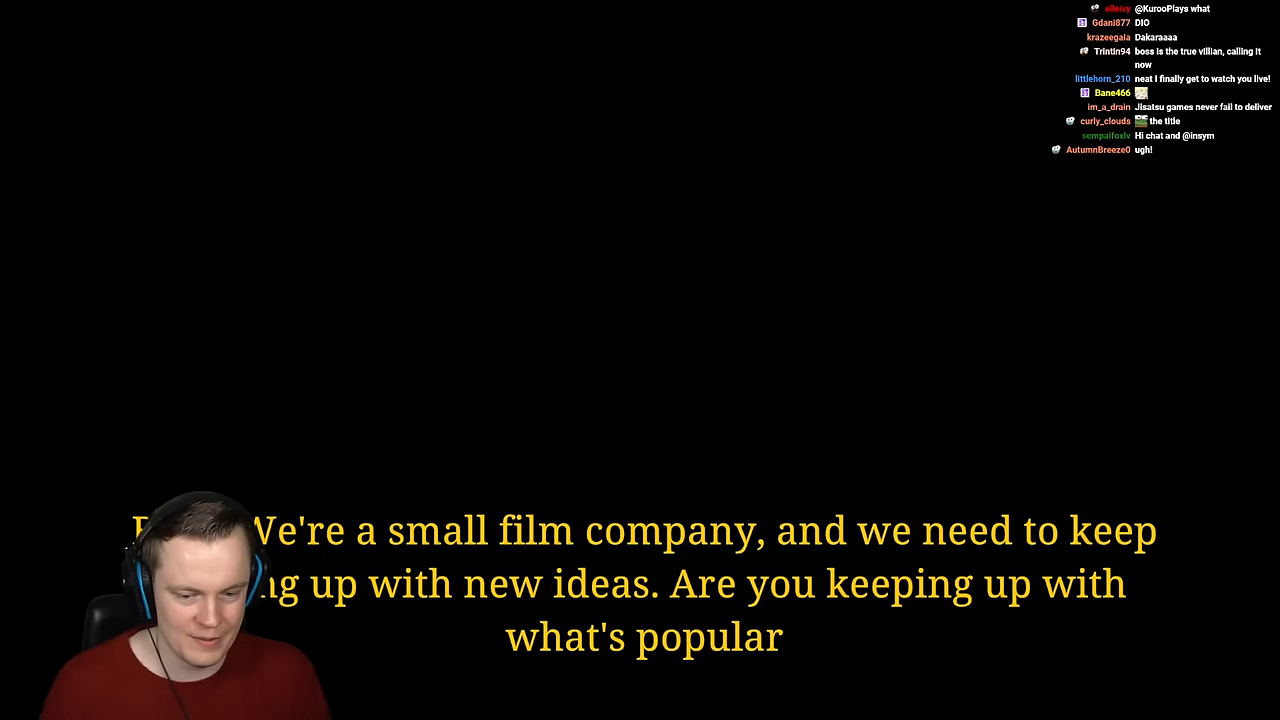 elleivy @KurooPlays what
Gdani877 DIO
krazeegala Dakaraaaa
Trintin94 boss is the true villian, calling it
now
littlehorn_210 neat I finally get to watch you live!
Bane466
im_a_drain Jisatsu games never fail to deliver
curly_clouds the title
sempaifoxlv Hi chat and @insym
AutumnBreeze0 ugh!
We're a small film company, and we need to keep
up with new ideas. Are you keeping up with
what's popular